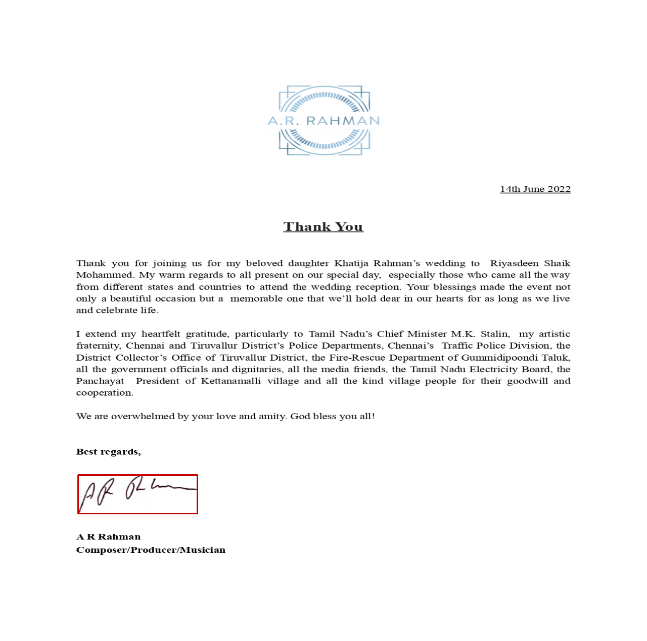 A.R. RAHMAN
14th June 2022
Thank You
Thank you for joining us for my beloved daughter Khatija Rahman's wedding to Riyasdeen Shaik
Mohammed. My warm regards to all present on our special day, especially those who came all the way
from different states and countries to attend the wedding reception. Your blessings made the event not
only a beautiful occasion but a memorable one that we'll hold dear in our hearts for as long as we live
and celebrate life.
I extend my heartfelt gratitude, particularly to Tamil Nadu's Chief Minister M.K. Stalin, my artistic
fraternity, Chennai and Tiruvallur District's Police Departments, Chennai's Traffic Police Division, the
District Collector's Office of Tiruvallur District, the Fire-Rescue Department of Gummidipoondi Taluk,
all the government officials and dignitaries, all the media friends, the Tamil Nadu Electricity Board, the
Panchayat President of Kettanamalli village and all the kind village people for their goodwill and
cooperation.
We are overwhelmed by your love and amity. God bless you all!
Best regards,
A R Rahman
A R Rahman
Composer/Producer/Musician